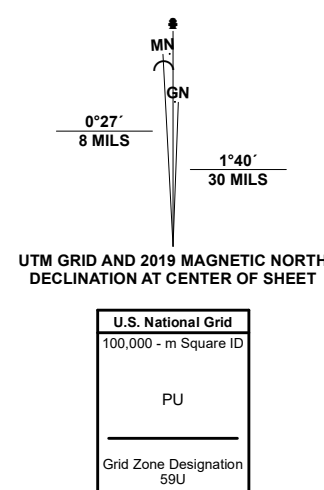 MN
GN
0°27´
8 MILS
1°40´
30 MILS
UTM GRID AND 2019 MAGNETIC NORTH
DECLINATION AT CENTER OF SHEET
U.S. National Grid
100,000 - m Square ID
PU
Grid Zone Designation
59U